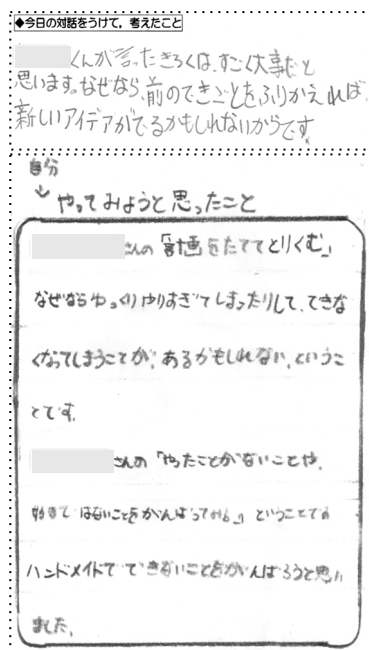 ◆今日の対話をうけて，考えたこと
くんが言ったきろくは、すごく大事だと
思います。なぜなら、前のできごとをふりかえれば、
新しいアイデアがでるかもしれないからです。
自分
↓やってみようと思ったこと
さんの「計画をたててとりくむ」
なぜならゆっくりやりすぎてしまったりして、できな
くなってしまうことが、あるかもしれない、というこ
とです。
さんの「やったことがないことや、
はないことをがんばってみる」ということでの
ハンドメイドでできないことをがんばろうと思い
ました。